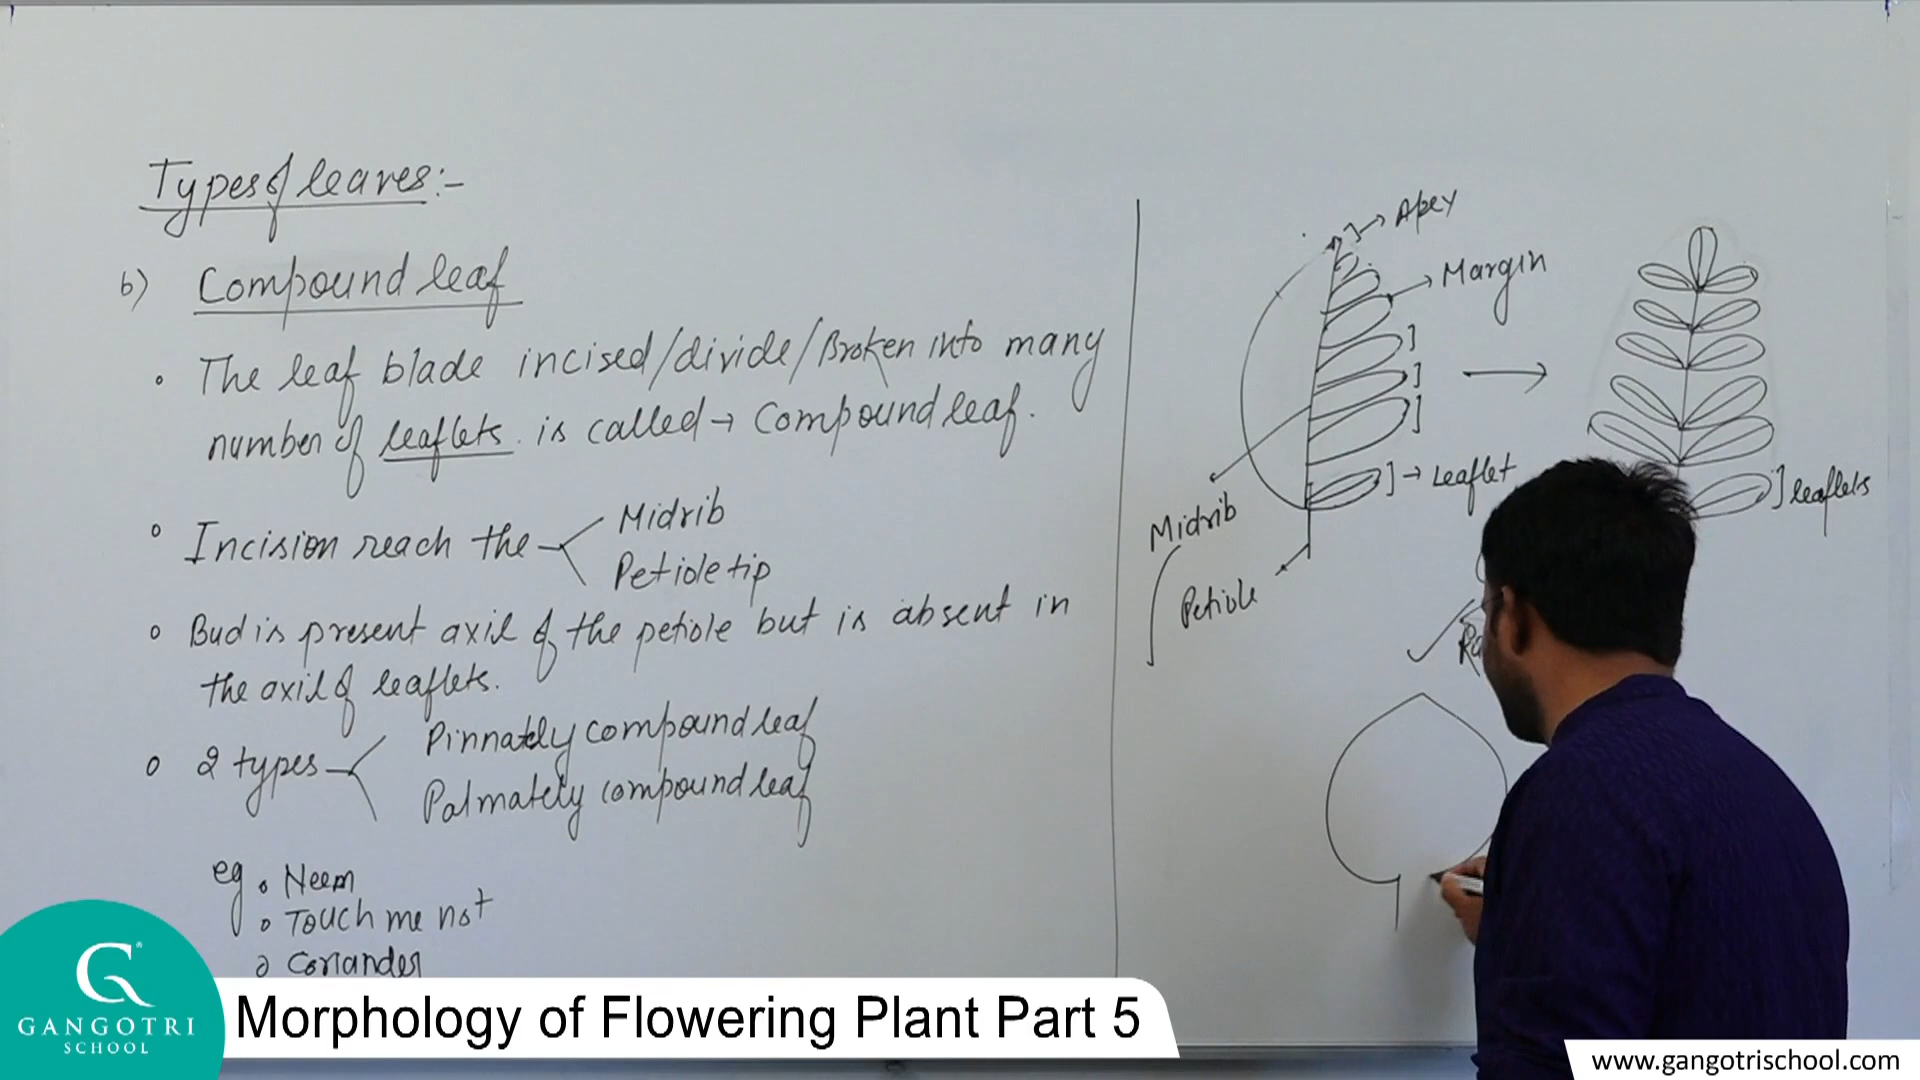 Types of leaves:-
b) Compound leaf
• The leaf blade incised/divide/Broken into many
number of leaflets. is called → Compound leaf.
• Incision reach the
Midrib
Petiole tip
• Bud is present axil of the petiole but is absent in
the axil of leaflets.
• 2 types
Pinnately compound leaf
Palmately compound leaf
eg • Neem
• Touch me not
• Coriander
→ Apex
→ Margin
] → Leaflet
Midrib
Petiole
] leaflets
GANGOTRI
SCHOOL
Morphology of Flowering Plant Part 5
www.gangotrischool.com